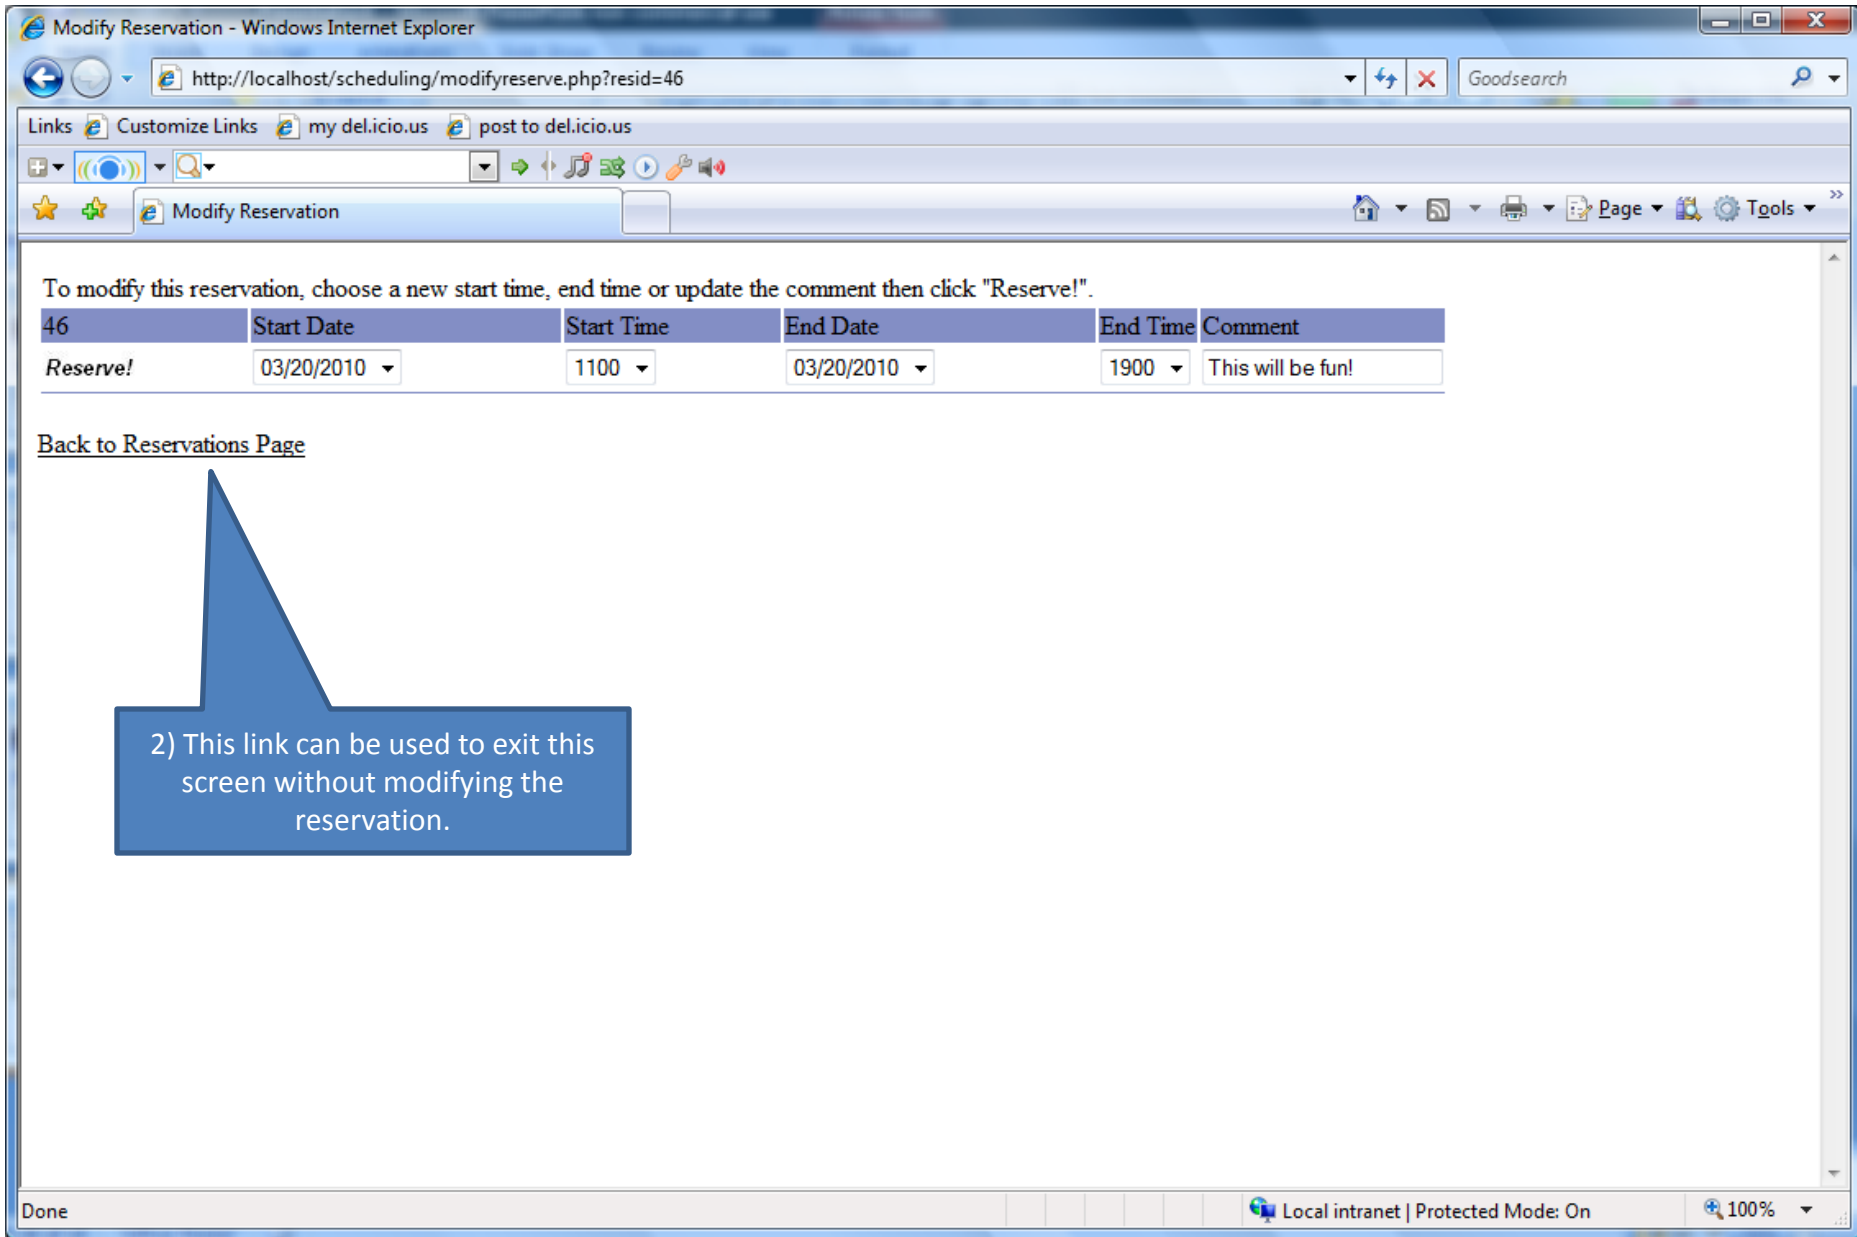 Modify Reservation - Windows Internet Explorer
http://localhost/scheduling/modifyreserve.php?resid=46
Goodsearch
Links Customize Links my del.icio.us post to del.icio.us
Modify Reservation
Page Tools
To modify this reservation, choose a new start time, end time or update the comment then click "Reserve!".
46 Start Date Start Time End Date End Time Comment
Reserve! 03/20/2010 1100 03/20/2010 1900 This will be fun!
Back to Reservations Page
2) This link can be used to exit this
screen without modifying the
reservation.
Done Local intranet | Protected Mode: On 100%